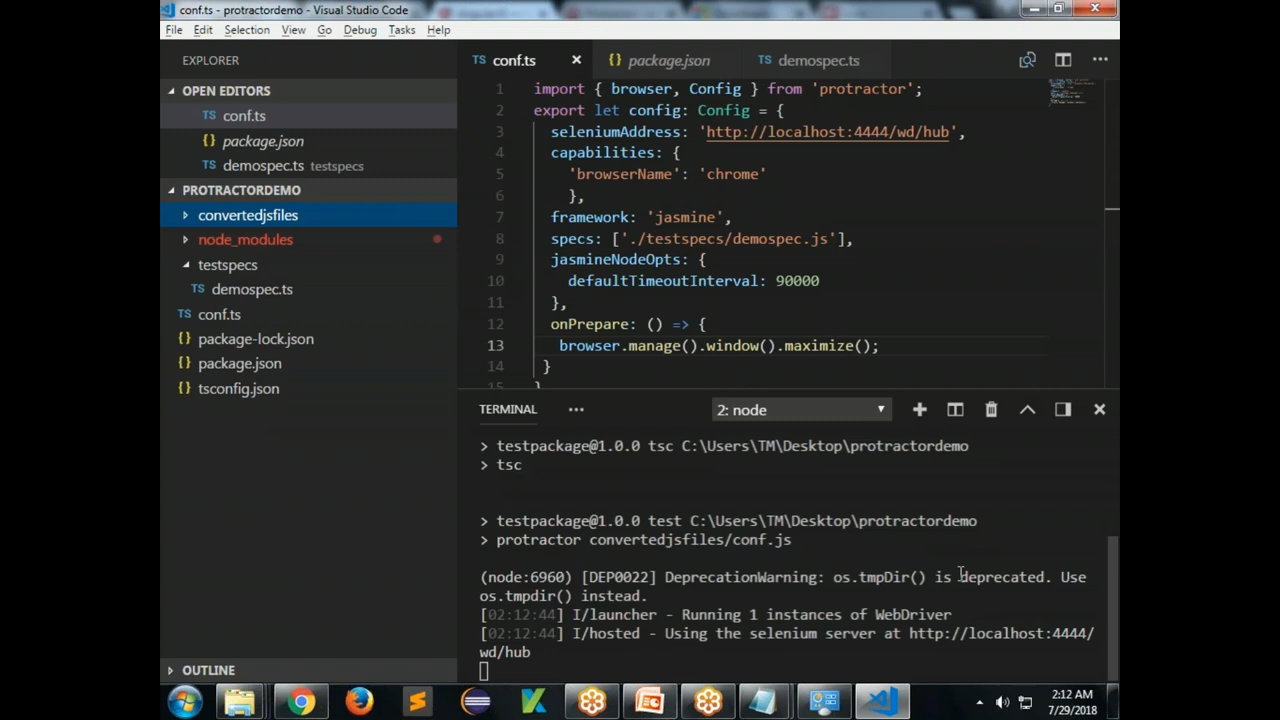 conf.ts - protractordemo - Visual Studio Code
File Edit Selection View Go Debug Tasks Help
EXPLORER
OPEN EDITORS
TS conf.ts
{} package.json
TS demospec.ts testspecs
PROTRACTORDEMO
convertedjsfiles
node_modules
testspecs
TS demospec.ts
TS conf.ts
{} package-lock.json
{} package.json
{} tsconfig.json
OUTLINE
TS conf.ts {} package.json TS demospec.ts
1 import { browser, Config } from 'protractor';
2 export let config: Config = {
3 seleniumAddress: 'http://localhost:4444/wd/hub',
4 capabilities: {
5 'browserName': 'chrome'
6 },
7 framework: 'jasmine',
8 specs: ['./testspecs/demospec.js'],
9 jasmineNodeOpts: {
10 defaultTimeoutInterval: 90000
11 },
12 onPrepare: () => {
13 browser.manage().window().maximize();
14 }
15 }
TERMINAL ... 2: node
> testpackage@1.0.0 tsc C:\Users\TM\Desktop\protractordemo
> tsc
> testpackage@1.0.0 test C:\Users\TM\Desktop\protractordemo
> protractor convertedjsfiles/conf.js
(node:6960) [DEP0022] DeprecationWarning: os.tmpDir() is deprecated. Use
os.tmpdir() instead.
[02:12:44] I/launcher - Running 1 instances of WebDriver
[02:12:44] I/hosted - Using the selenium server at http://localhost:4444/
wd/hub
2:12 AM
7/29/2018